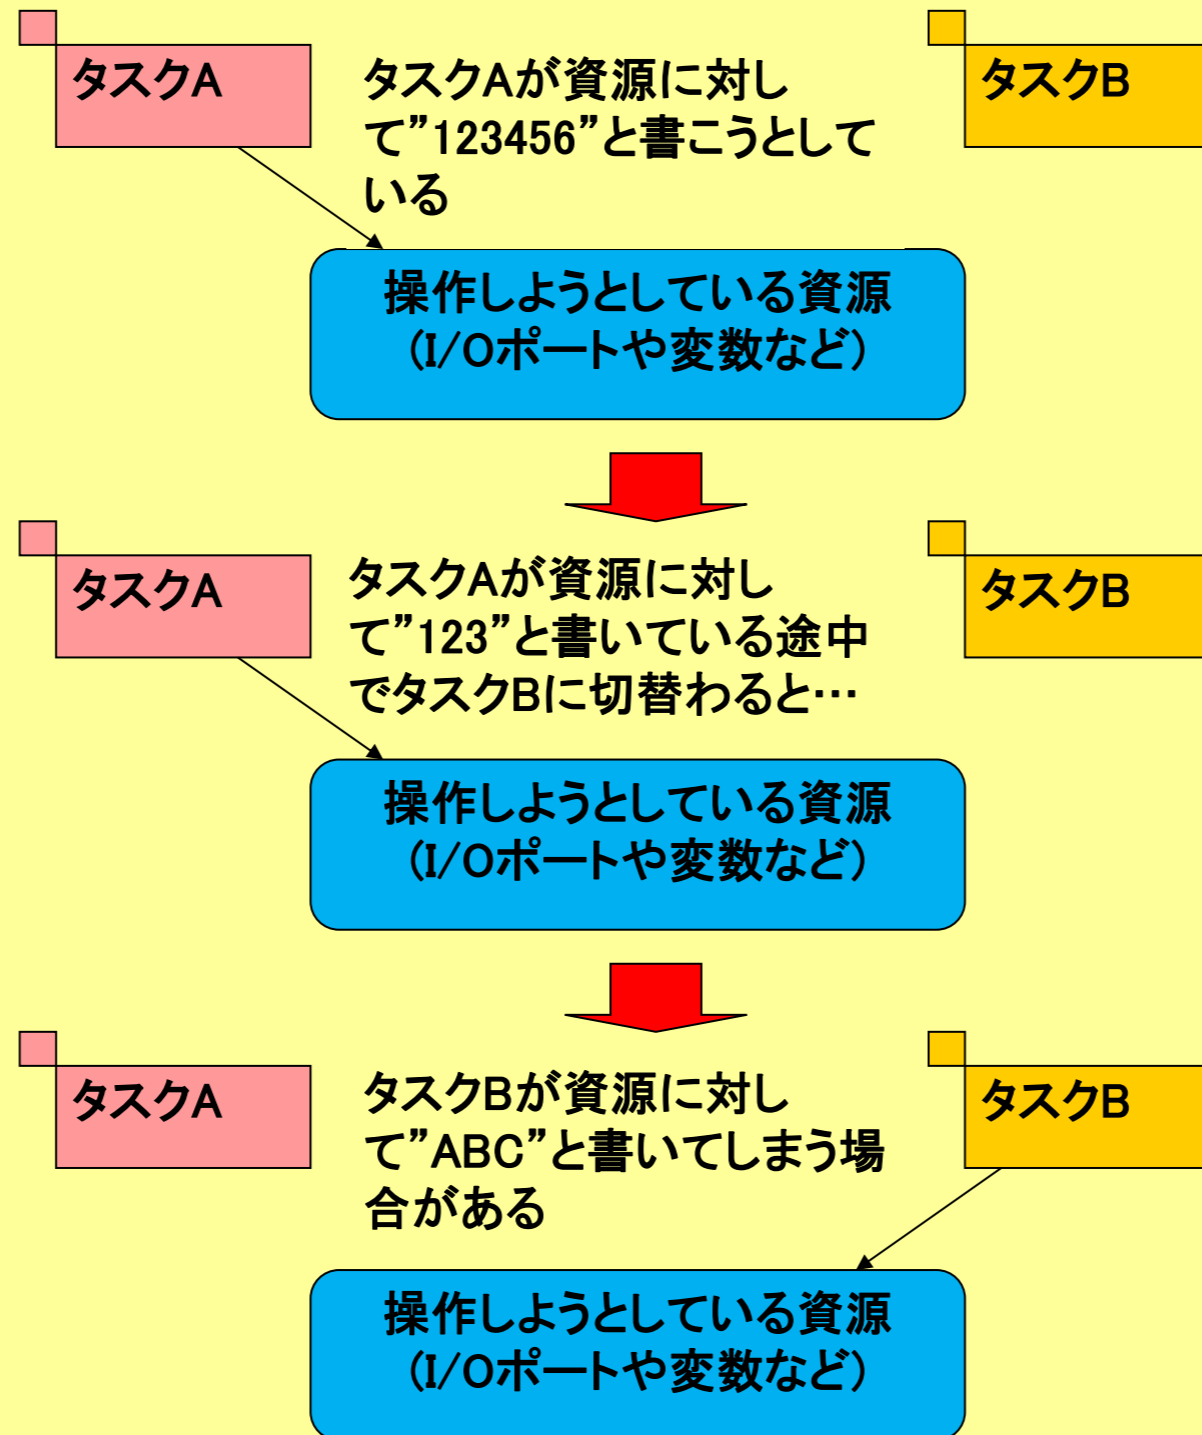 タスクA
タスクAが資源に対し
て”123456”と書こうとして
いる
タスクB
操作しようとしている資源
(I/Oポートや変数など)
タスクA
タスクAが資源に対し
て”123”と書いている途中
でタスクBに切替わると…
タスクB
操作しようとしている資源
(I/Oポートや変数など)
タスクA
タスクBが資源に対し
て”ABC”と書いてしまう場
合がある
タスクB
操作しようとしている資源
(I/Oポートや変数など)